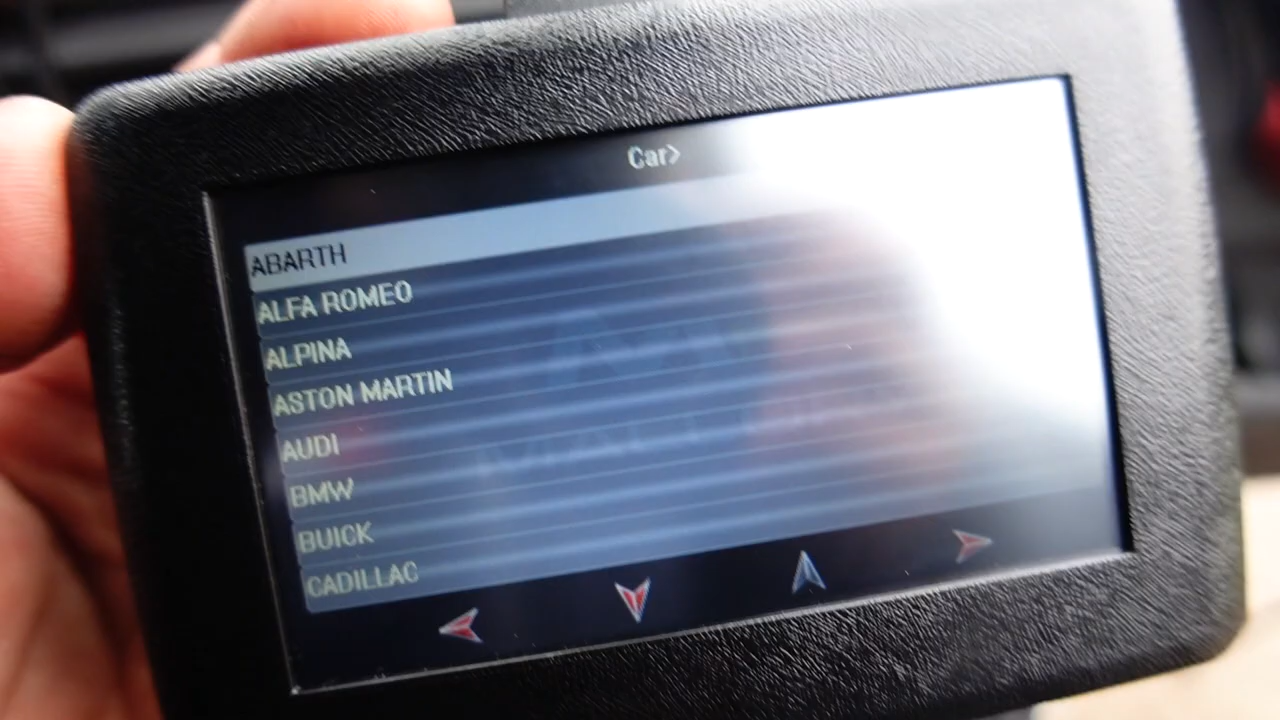 Car>
ABARTH
ALFA ROMEO
ALPINA
ASTON MARTIN
AUDI
BMW
BUICK
CADILLAC